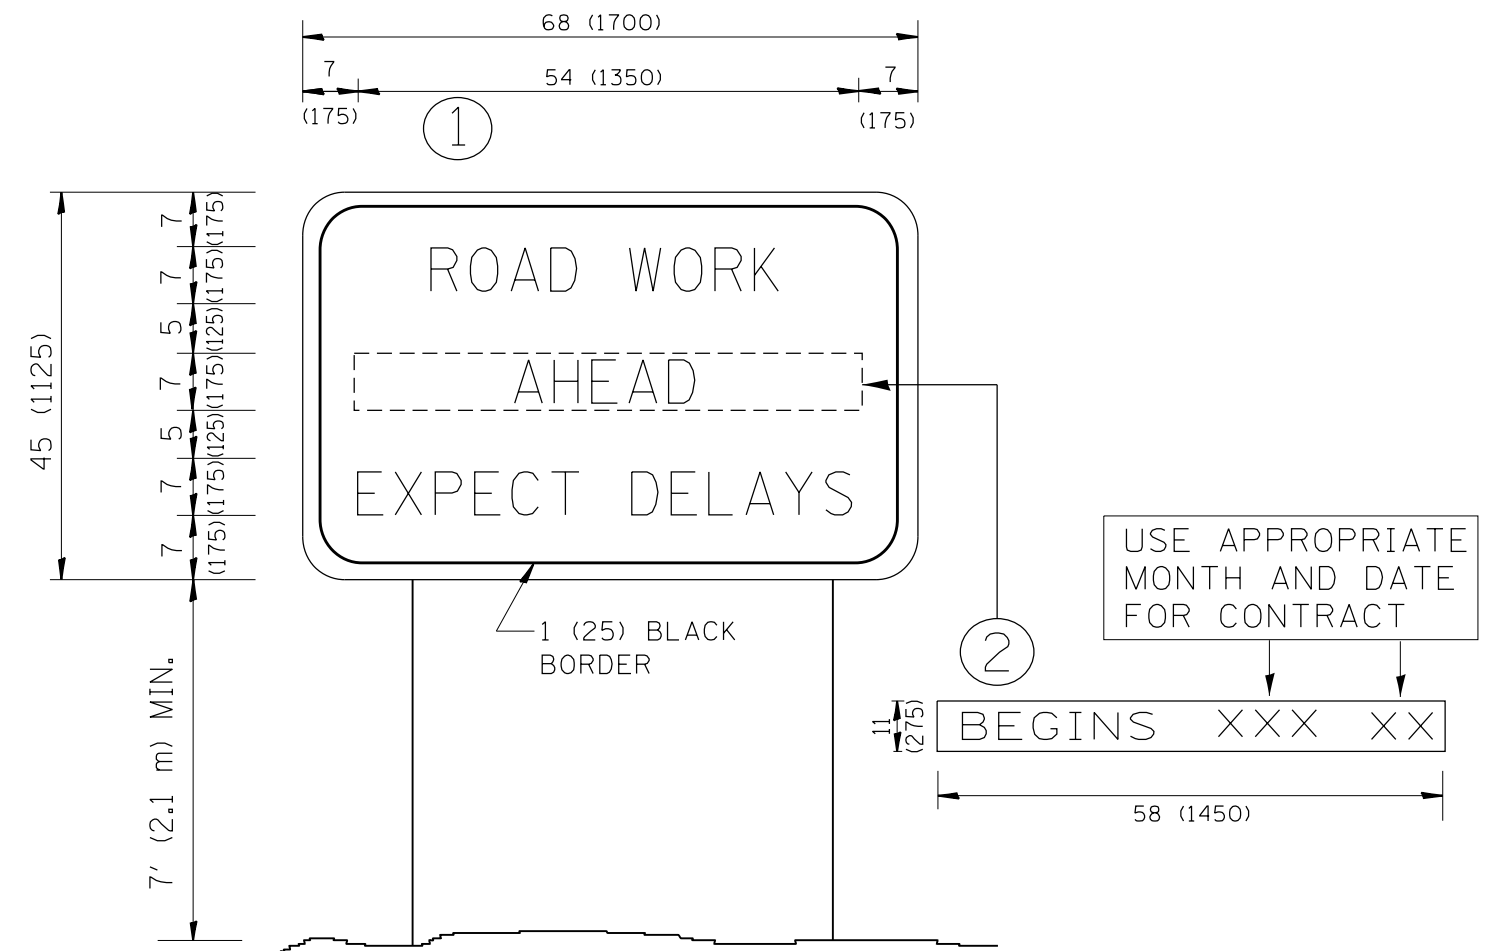 68 (1700)
7
54 (1350)
7
(175)
(175)
1
45 (1125)
7
(175)
7
(175)
5
(125)
7
(175)
5
(125)
7
(175)
7
(175)
ROAD WORK
AHEAD
EXPECT DELAYS
1 (25) BLACK
BORDER
7' (2.1 m) MIN.
2
USE APPROPRIATE
MONTH AND DATE
FOR CONTRACT
11
(275)
BEGINS XXX XX
58 (1450)